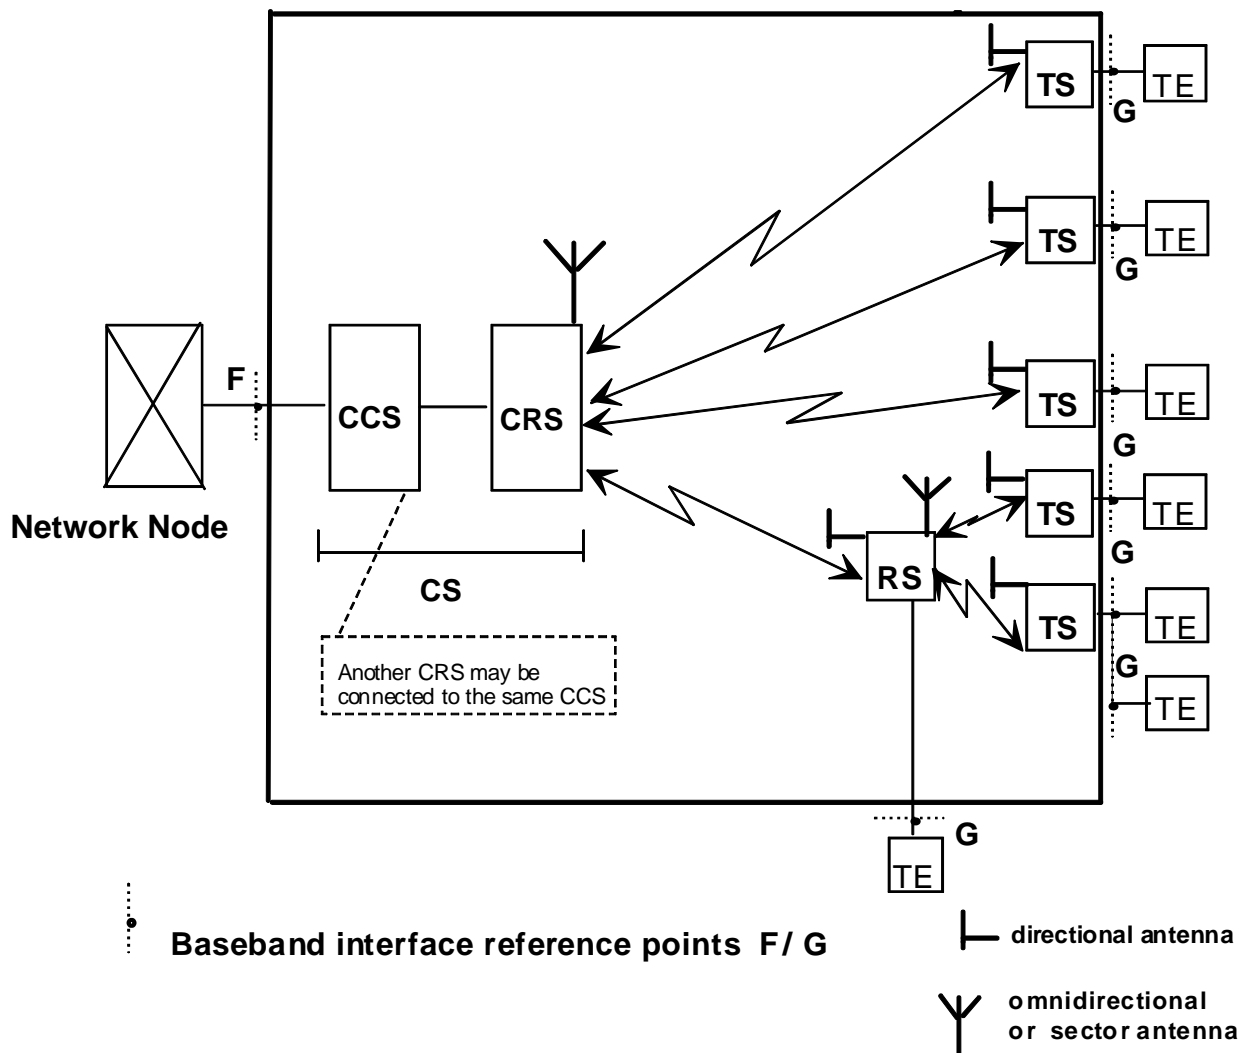 TS
TE
G
TS
TE
G
F
CCS
CRS
TS
TE
G
Network Node
TS
TE
G
RS
CS
TS
TE
G
Another CRS may be
connected to the same CCS
TE
G
TE
Baseband interface reference points F/ G
directional antenna
omnidirectional
or sector antenna